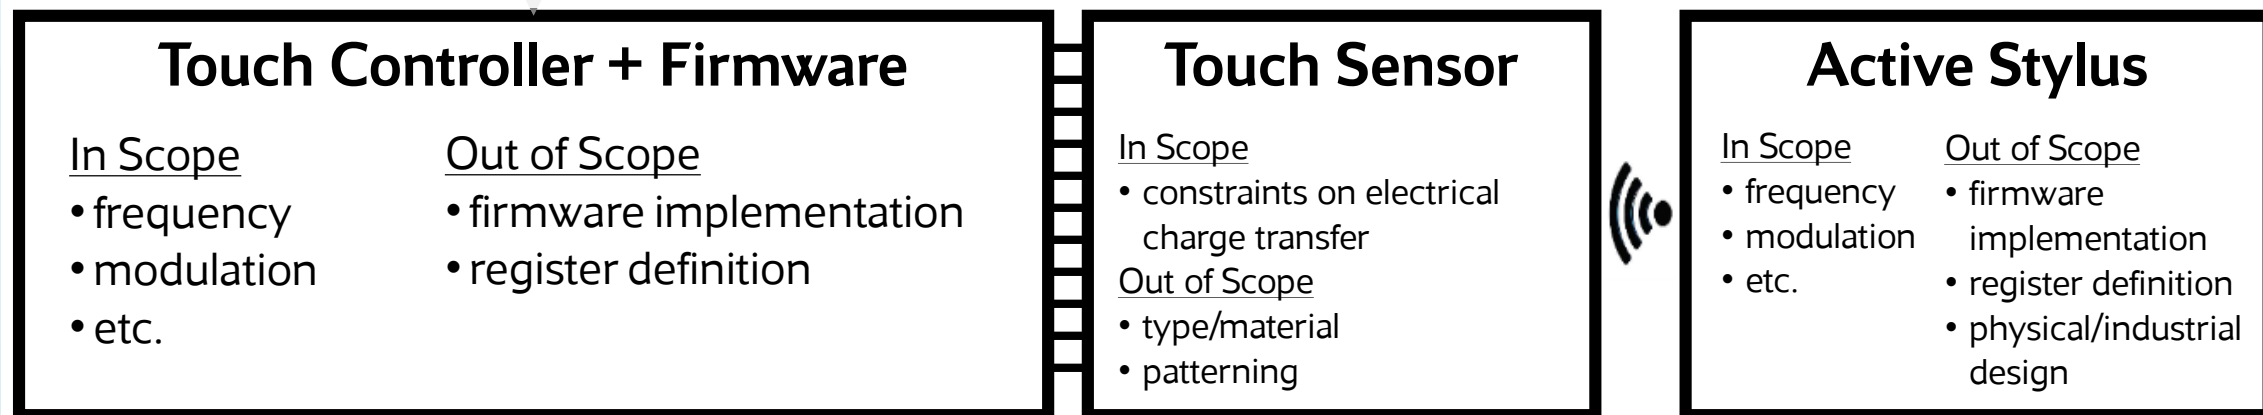 Touch Controller + Firmware
In Scope
• frequency
• modulation
• etc.
Out of Scope
• firmware implementation
• register definition
Touch Sensor
In Scope
• constraints on electrical
charge transfer
Out of Scope
• type/material
• patterning
Active Stylus
In Scope
• frequency
• modulation
• etc.
Out of Scope
• firmware
implementation
• register definition
• physical/industrial
design